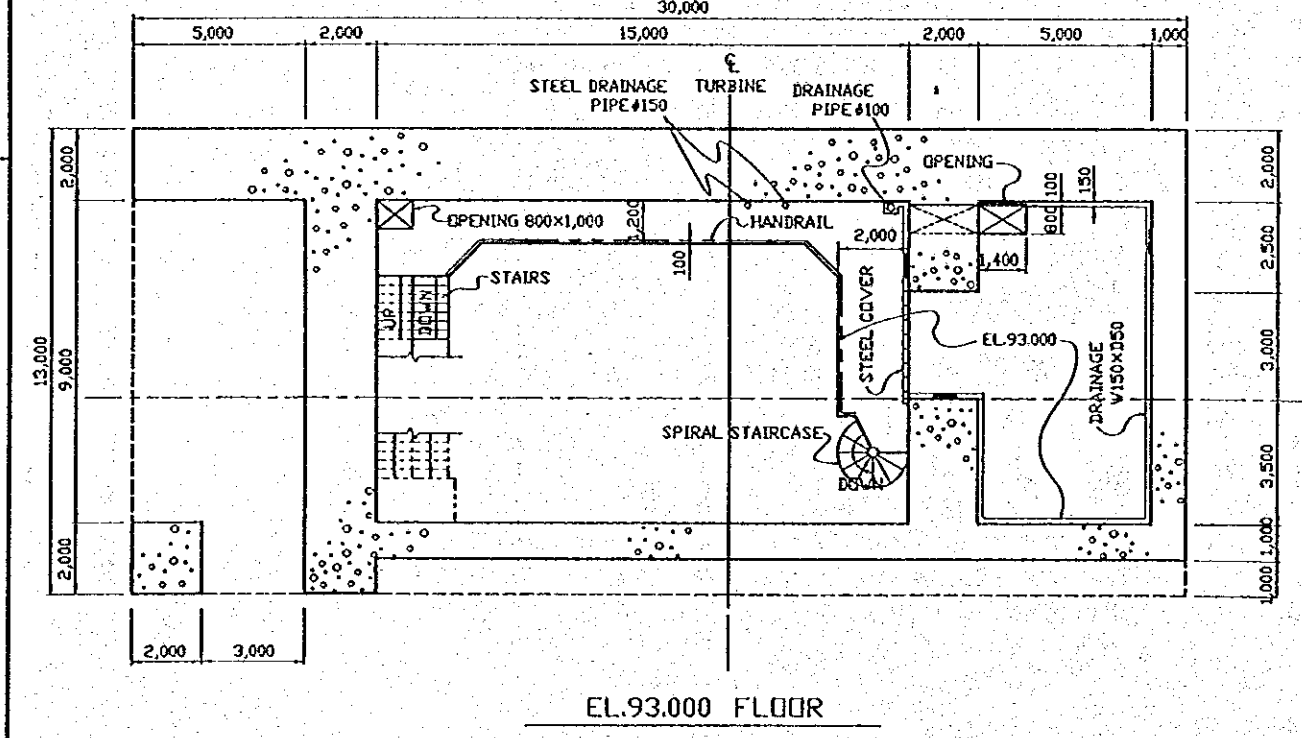 30,000
5,000
2,000
15,000
2,000
5,000
1,000
℄
STEEL DRAINAGE
PIPE ø150
TURBINE
DRAINAGE
PIPE ø100
OPENING
100
150
800
2,000
2,000
OPENING 800×1,000
1,200
HANDRAIL
2,000
100
1,400
2,500
STAIRS
UP
DOWN
STEEL COVER
EL.93.000
DRAINAGE
W150×D50
13,000
9,000
3,000
SPIRAL STAIRCASE
DOWN
3,500
2,000
1,000
1,000
2,000
3,000
EL.93.000 FLOOR